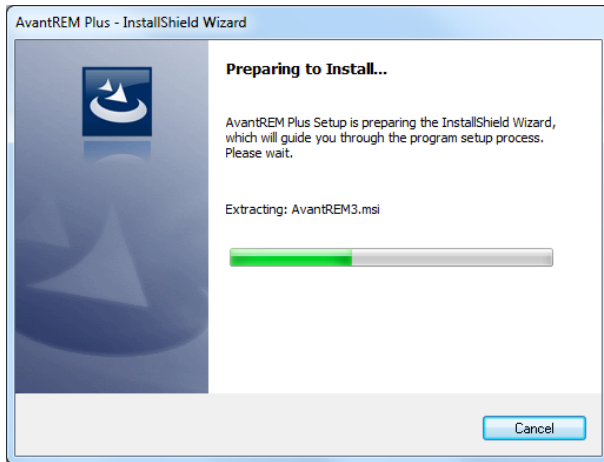 AvantREM Plus - InstallShield Wizard
Preparing to Install...
AvantREM Plus Setup is preparing the InstallShield Wizard,
which will guide you through the program setup process.
Please wait.
Extracting: AvantREM3.msi
Cancel